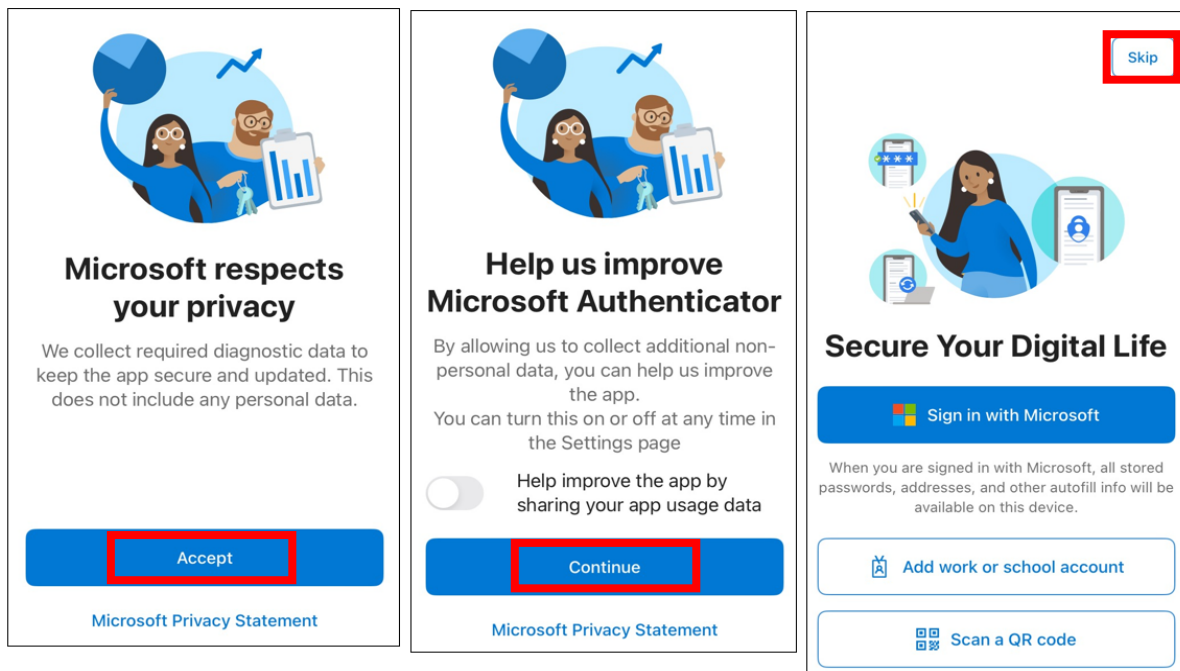 Microsoft respects
your privacy
We collect required diagnostic data to
keep the app secure and updated. This
does not include any personal data.
Accept
Microsoft Privacy Statement
Help us improve
Microsoft Authenticator
By allowing us to collect additional non-
personal data, you can help us improve
the app.
You can turn this on or off at any time in
the Settings page
Help improve the app by
sharing your app usage data
Continue
Microsoft Privacy Statement
Skip
Secure Your Digital Life
Sign in with Microsoft
When you are signed in with Microsoft, all stored
passwords, addresses, and other autofill info will be
available on this device.
Add work or school account
Scan a QR code